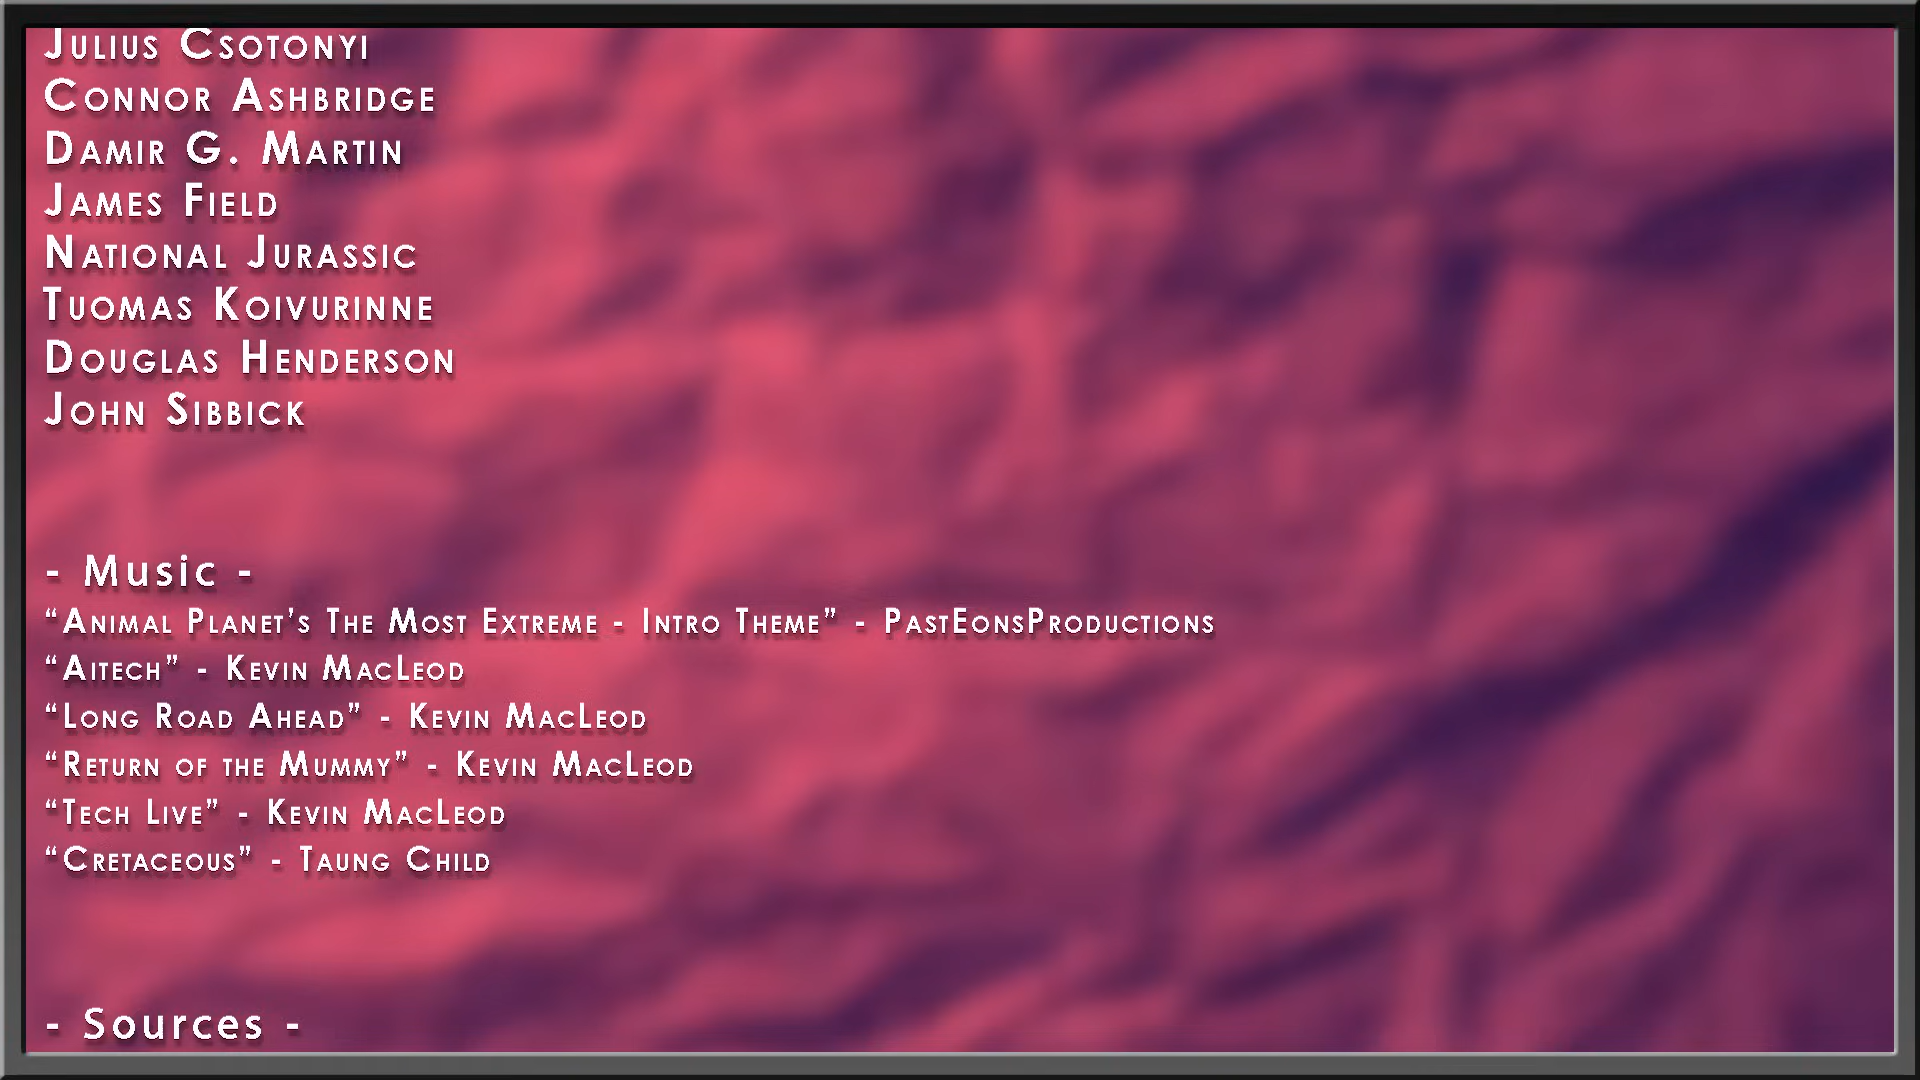 Julius Csotonyi
Connor Ashbridge
Damir G. Martin
James Field
National Jurassic
Tuomas Koivurinne
Douglas Henderson
John Sibbick
- Music -
“Animal Planet’s The Most Extreme - Intro Theme” - PastEonsProductions
“Aitech” - Kevin MacLeod
“Long Road Ahead” - Kevin MacLeod
“Return of the Mummy” - Kevin MacLeod
“Tech Live” - Kevin MacLeod
“Cretaceous” - Taung Child
- Sources -